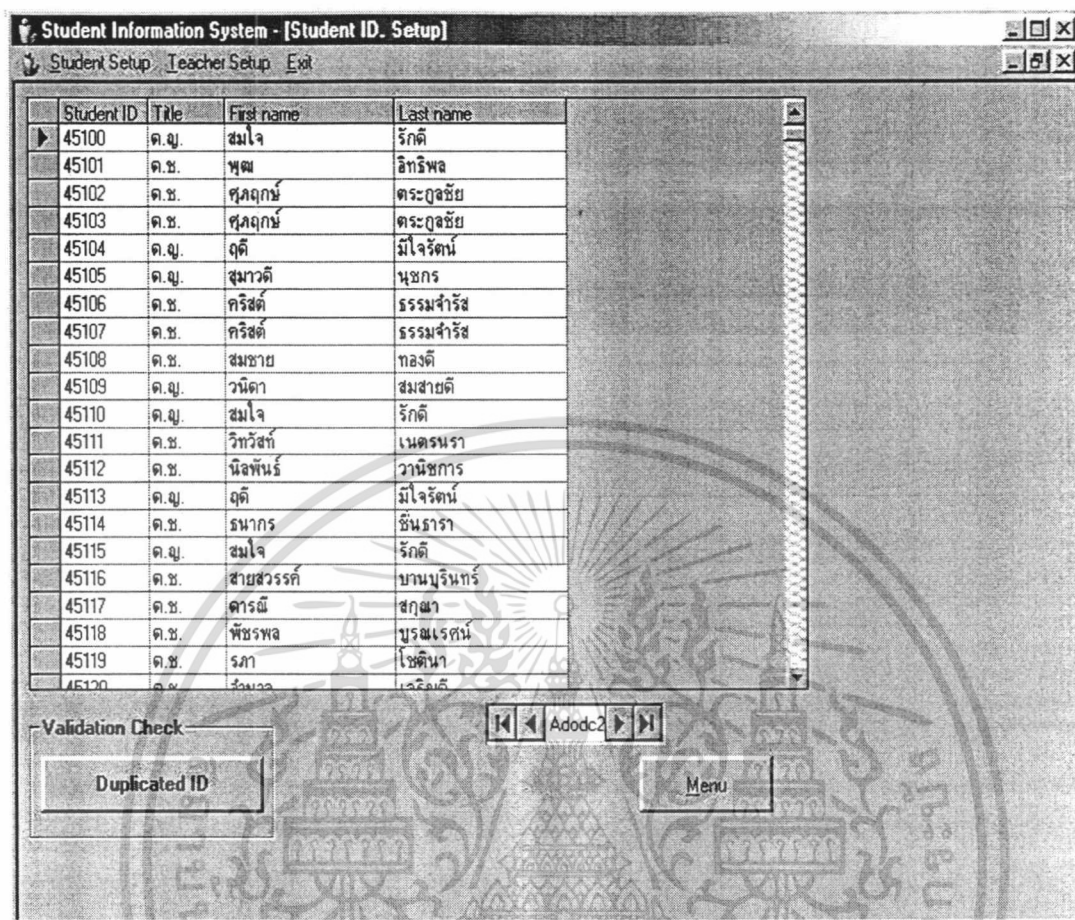 Student Information System - [Student ID. Setup]
Student Setup Teacher Setup Exit
Student ID Title First name Last name
45100 ด.ญ. สมใจ รักดี
45101 ด.ช. พุฒ อิทธิพล
45102 ด.ช. ศุภฤกษ์ ตระกูลชัย
45103 ด.ช. ศุภฤกษ์ ตระกูลชัย
45104 ด.ญ. ฤดี มีใจรัตน์
45105 ด.ญ. สุมาวดี นุชกร
45106 ด.ช. คริสต์ ธรรมจำรัส
45107 ด.ช. คริสต์ ธรรมจำรัส
45108 ด.ช. สมชาย ทองดี
45109 ด.ญ. วนิดา สมสายดี
45110 ด.ญ. สมใจ รักดี
45111 ด.ช. วิทวัสท์ เนตรนรา
45112 ด.ช. นิลพันธ์ วานิชการ
45113 ด.ญ. ฤดี มีใจรัตน์
45114 ด.ช. ธนากร ชื่นธารา
45115 ด.ญ. สมใจ รักดี
45116 ด.ช. สายสวรรค์ บานบุรินทร์
45117 ด.ช. ดารณี สกุณา
45118 ด.ช. พัชรพล บูรณเรศน์
45119 ด.ช. รภา โชตินา
45120 ด.ช.
Validation Check
Adodc2
Duplicated ID
Menu